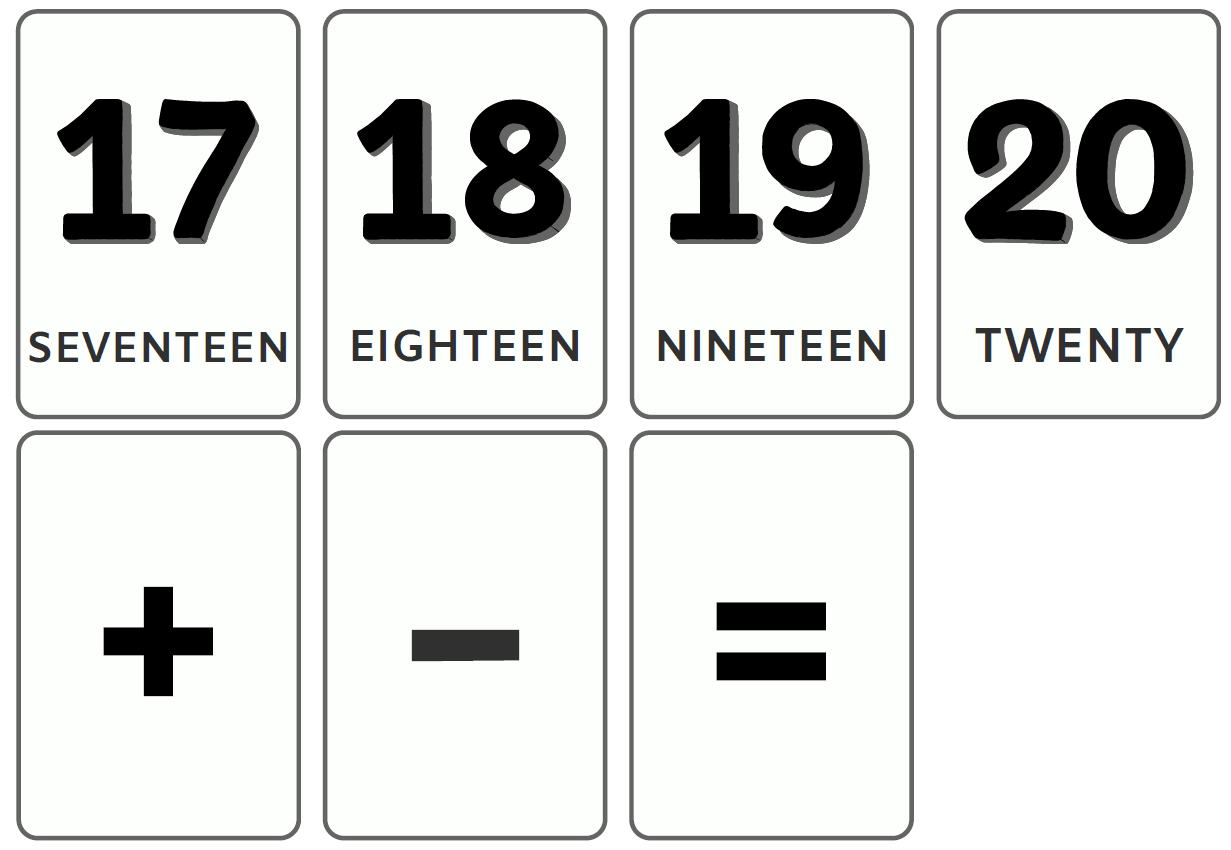 17 18 19 20
SEVENTEEN EIGHTEEN NINETEEN TWENTY
+ − =